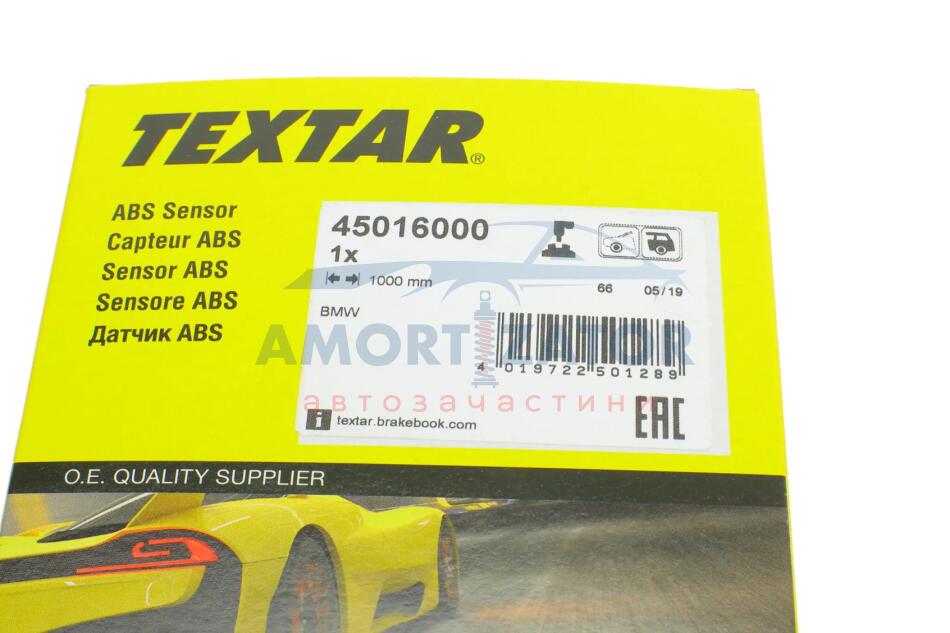 TEXTAR®
ABS Sensor
Capteur ABS
Sensor ABS
Sensore ABS
Датчик ABS
45016000
1x
1000 mm
66 05/19
BMW
AMORTIZATOR
4 019722 501289
автозачастини
textar.brakebook.com
EAC
O.E. QUALITY SUPPLIER